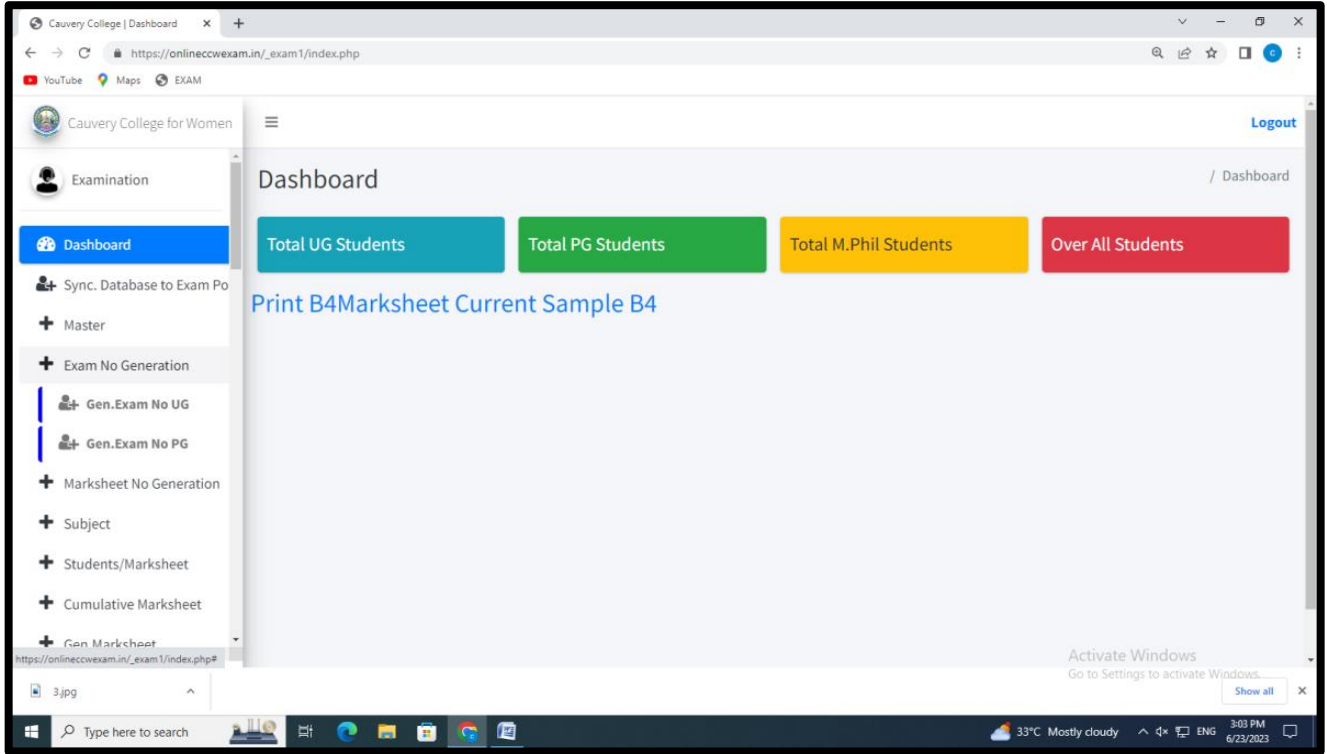 Cauvery College | Dashboard
https://onlineccwexam.in/_exam1/index.php
YouTube Maps EXAM
Cauvery College for Women
Logout
Examination
Dashboard
/ Dashboard
Dashboard
Total UG Students
Total PG Students
Total M.Phil Students
Over All Students
Sync. Database to Exam Po
Print B4Marksheet Current Sample B4
Master
Exam No Generation
Gen.Exam No UG
Gen.Exam No PG
Marksheet No Generation
Subject
Students/Marksheet
Cumulative Marksheet
Gen Marksheet
https://onlineccwexam.in/_exam1/index.php#
Activate Windows
Go to Settings to activate Windows.
3.jpg
Show all
Type here to search
33°C Mostly cloudy
ENG
3:03 PM
6/23/2023